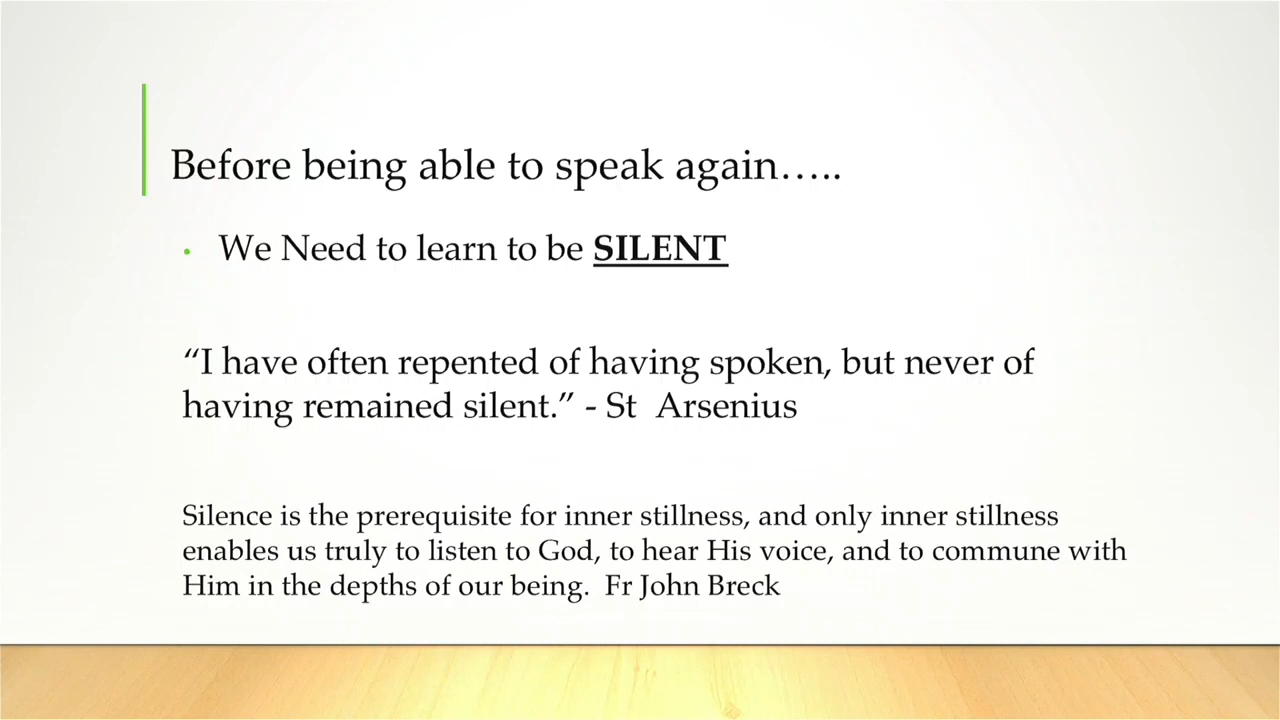 Before being able to speak again…..
• We Need to learn to be SILENT
“I have often repented of having spoken, but never of
having remained silent.” - St  Arsenius
Silence is the prerequisite for inner stillness, and only inner stillness
enables us truly to listen to God, to hear His voice, and to commune with
Him in the depths of our being.  Fr John Breck